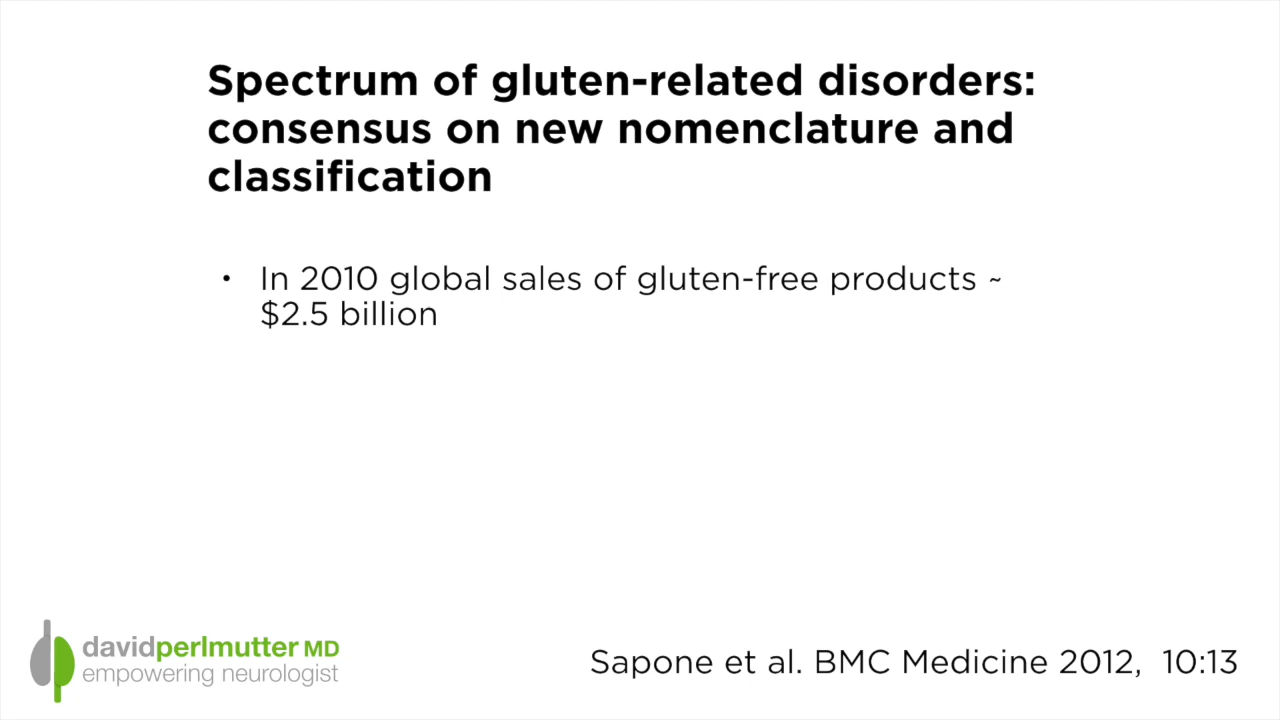 Spectrum of gluten-related disorders:
consensus on new nomenclature and
classification
• In 2010 global sales of gluten-free products ~
$2.5 billion
davidperlmutter MD
empowering neurologist
Sapone et al. BMC Medicine 2012, 10:13